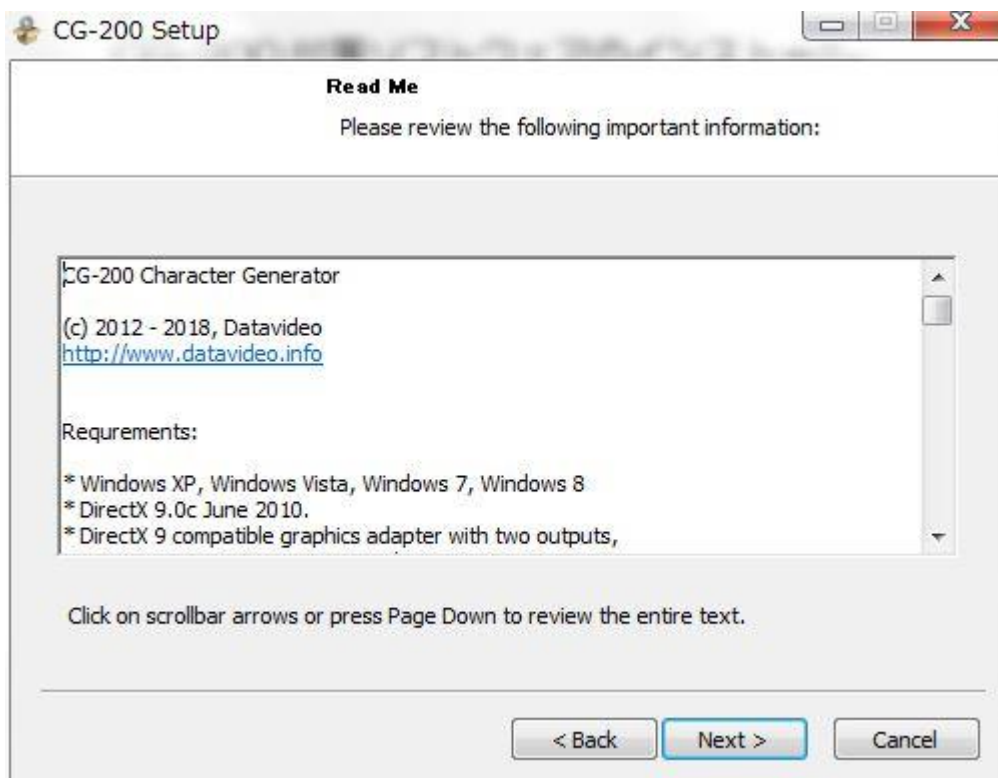 CG-200 Setup
Read Me
Please review the following important information:
CG-200 Character Generator
(c) 2012 - 2018, Datavideo
http://www.datavideo.info
Requrements:
* Windows XP, Windows Vista, Windows 7, Windows 8
* DirectX 9.0c June 2010.
* DirectX 9 compatible graphics adapter with two outputs,
Click on scrollbar arrows or press Page Down to review the entire text.
< Back
Next >
Cancel